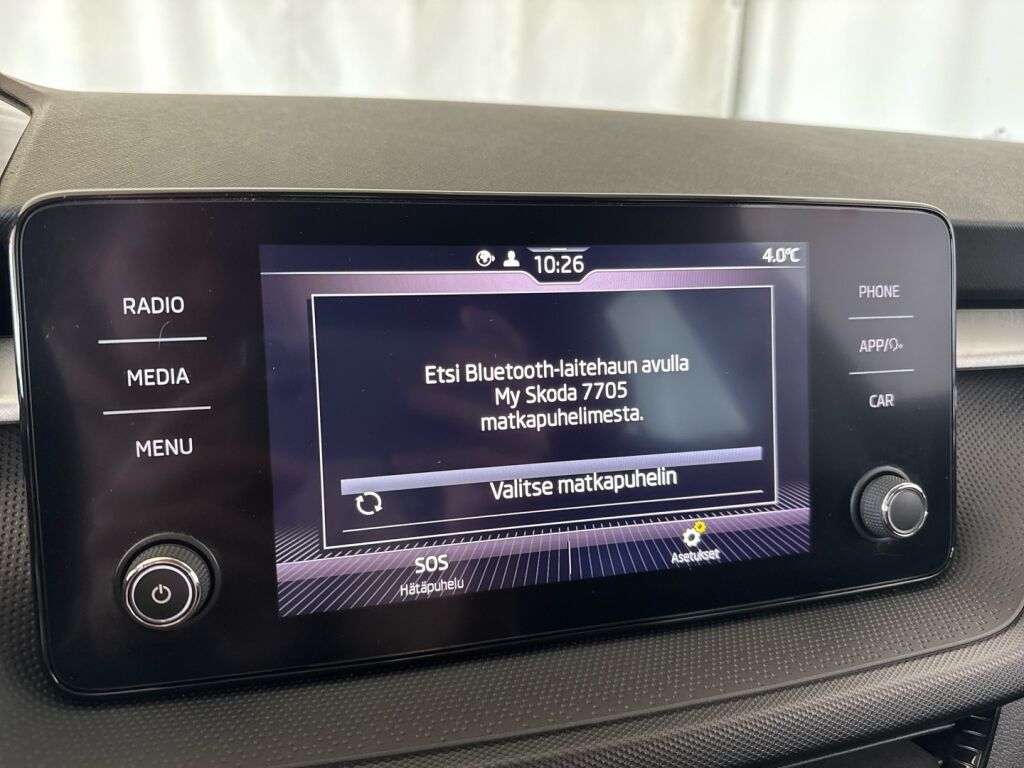 10:26
4.0°C
RADIO
MEDIA
MENU
Etsi Bluetooth-laitehaun avulla
My Skoda 7705
matkapuhelimesta.
Valitse matkapuhelin
SOS
Hätäpuhelu
Asetukset
PHONE
APP/
CAR